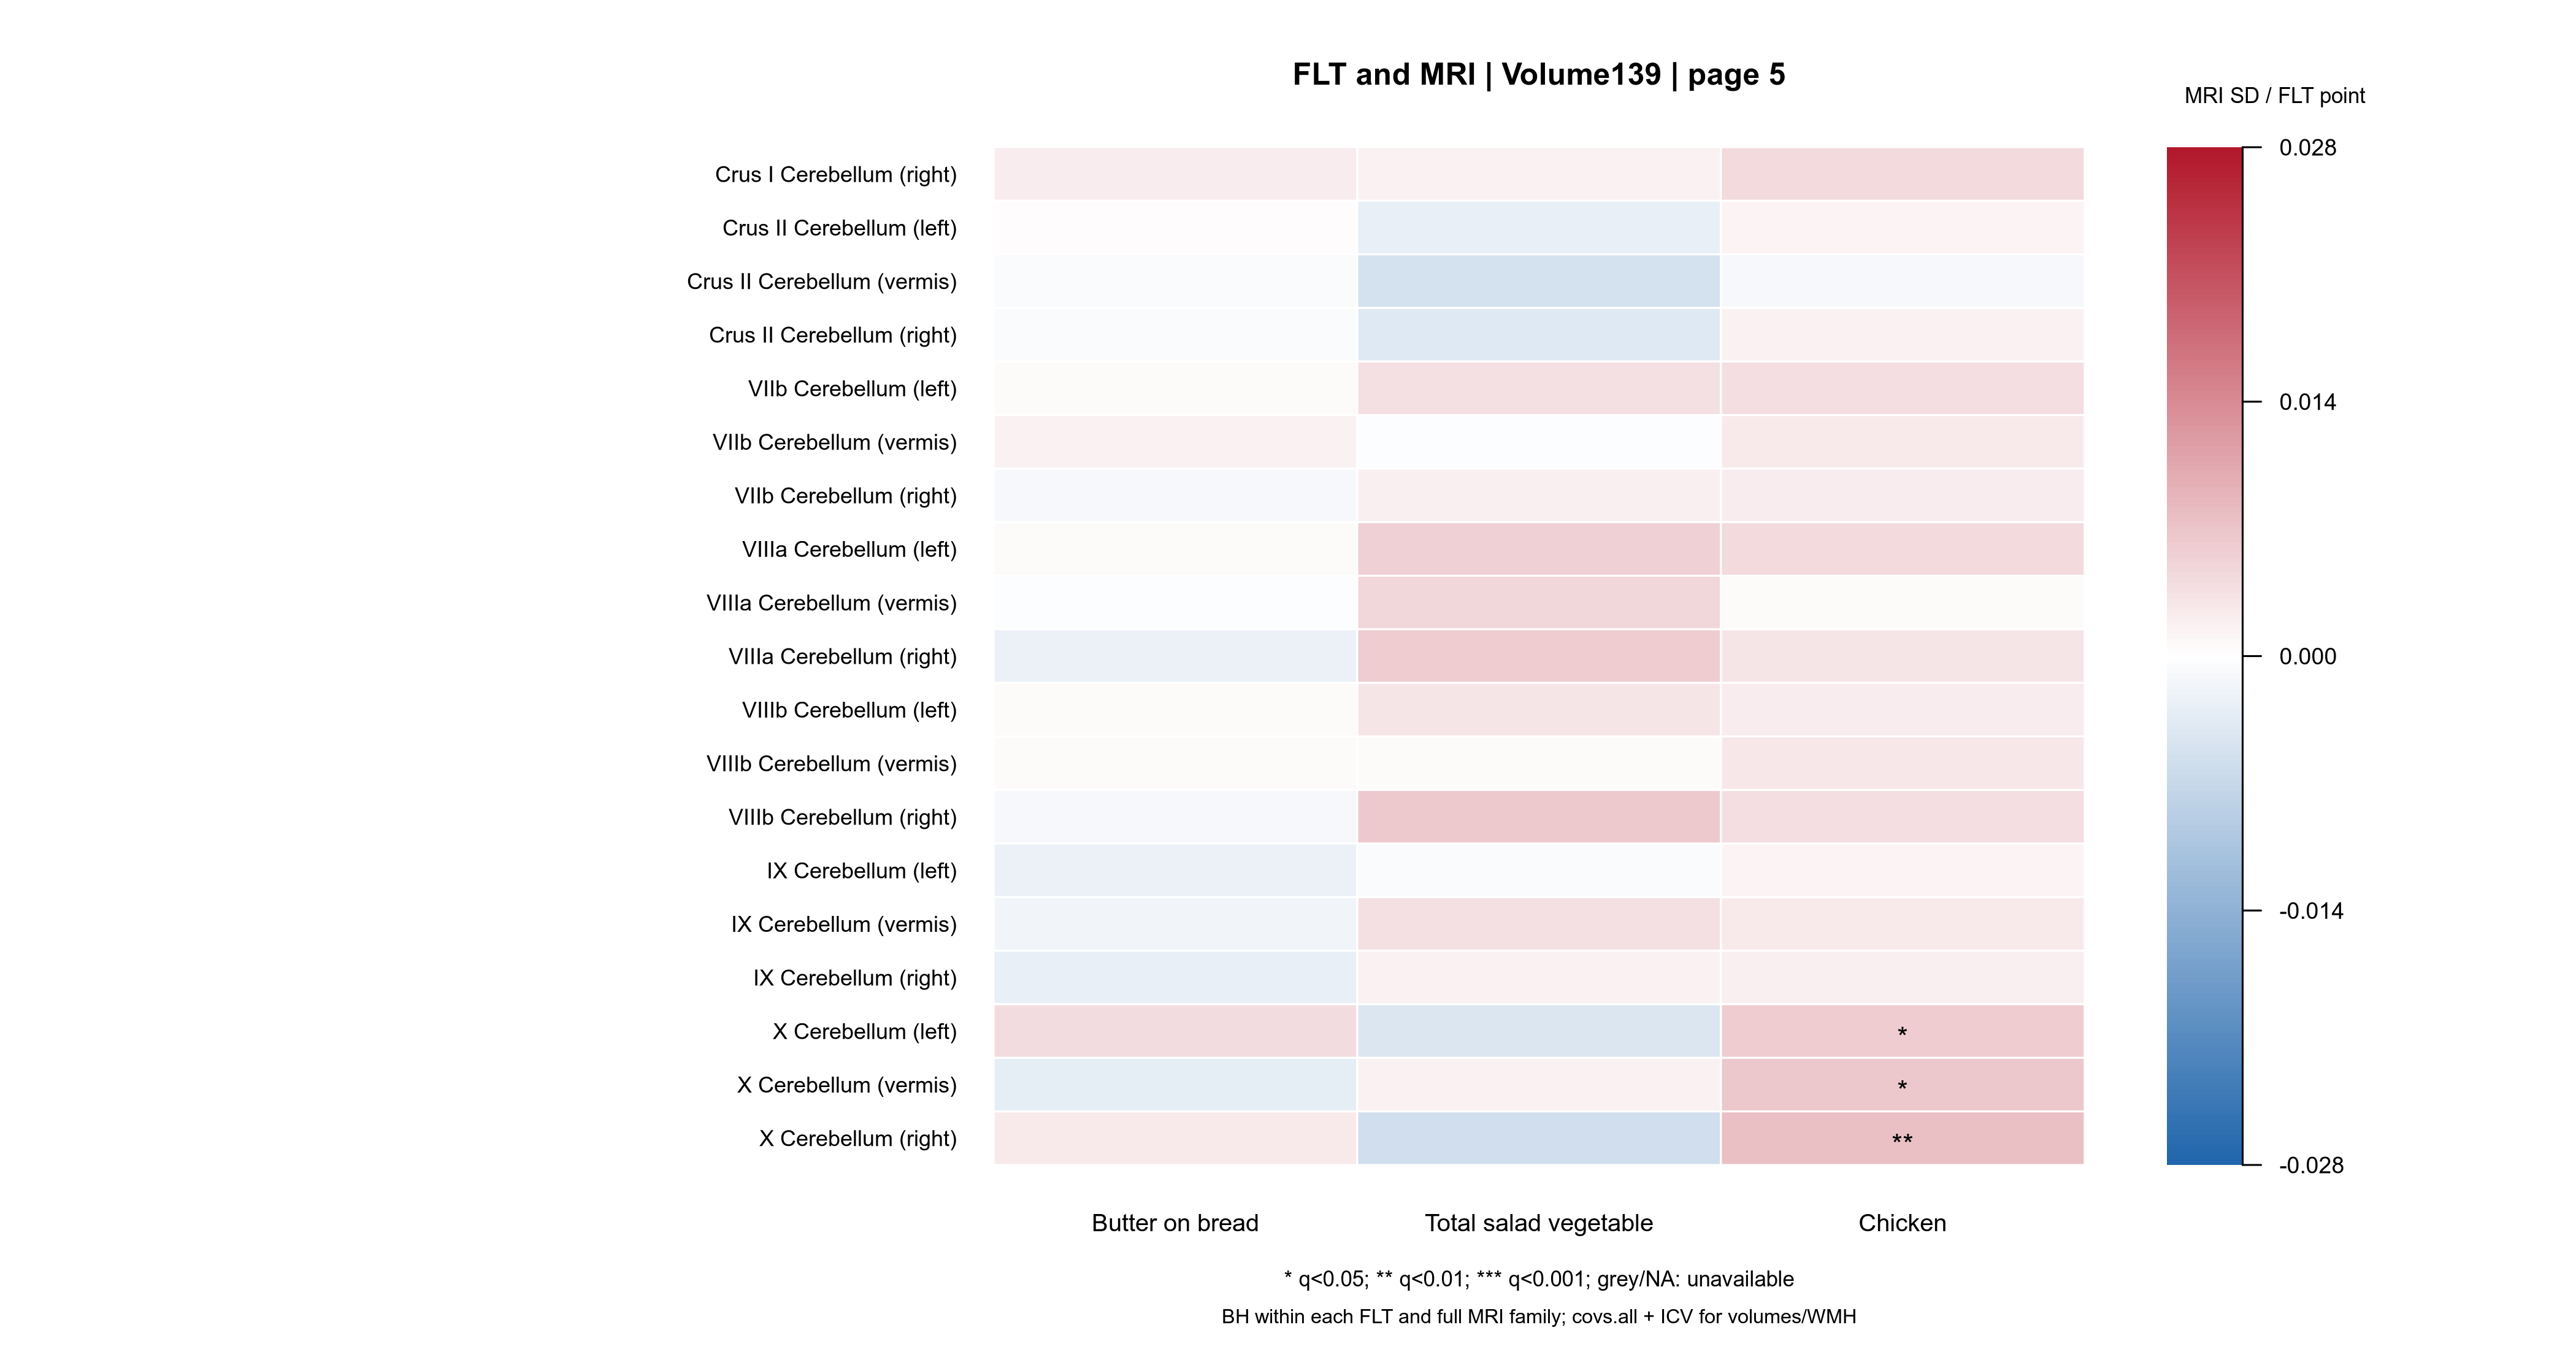 FLT and MRI | Volume139 | page 5
MRI SD / FLT point
0.028
0.014
0.000
-0.014
-0.028
Crus I Cerebellum (right)
Crus II Cerebellum (left)
Crus II Cerebellum (vermis)
Crus II Cerebellum (right)
VIIb Cerebellum (left)
VIIb Cerebellum (vermis)
VIIb Cerebellum (right)
VIIIa Cerebellum (left)
VIIIa Cerebellum (vermis)
VIIIa Cerebellum (right)
VIIIb Cerebellum (left)
VIIIb Cerebellum (vermis)
VIIIb Cerebellum (right)
IX Cerebellum (left)
IX Cerebellum (vermis)
IX Cerebellum (right)
X Cerebellum (left) *
X Cerebellum (vermis) *
X Cerebellum (right) **
Butter on bread Total salad vegetable Chicken
* q<0.05; ** q<0.01; *** q<0.001; grey/NA: unavailable
BH within each FLT and full MRI family; covs.all + ICV for volumes/WMH